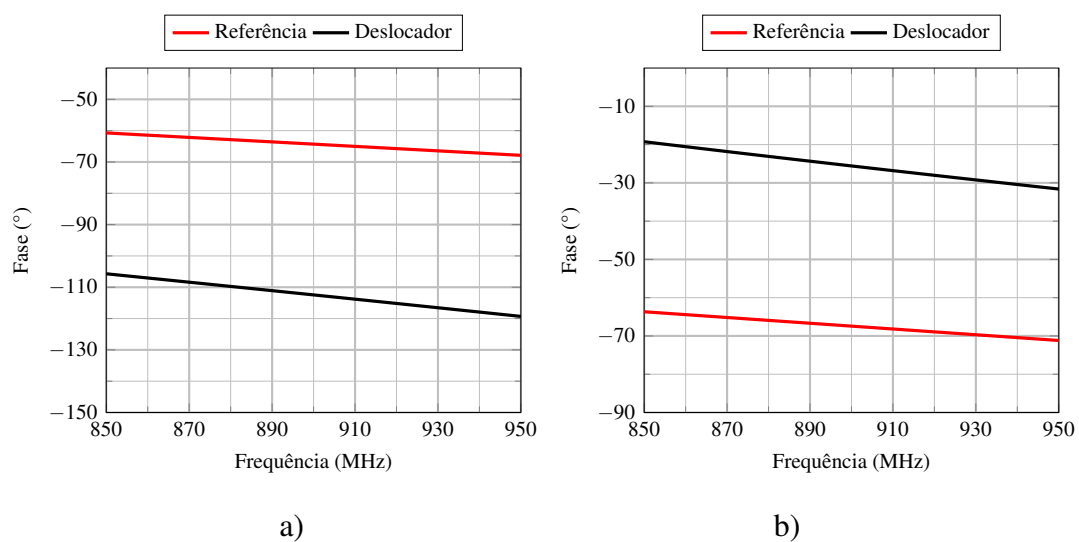 Referência Deslocador
−50
−70
−90
−110
−130
−150
850 870 890 910 930 950
Fase (°)
Frequência (MHz)
a)
Referência Deslocador
−10
−30
−50
−70
−90
850 870 890 910 930 950
Fase (°)
Frequência (MHz)
b)